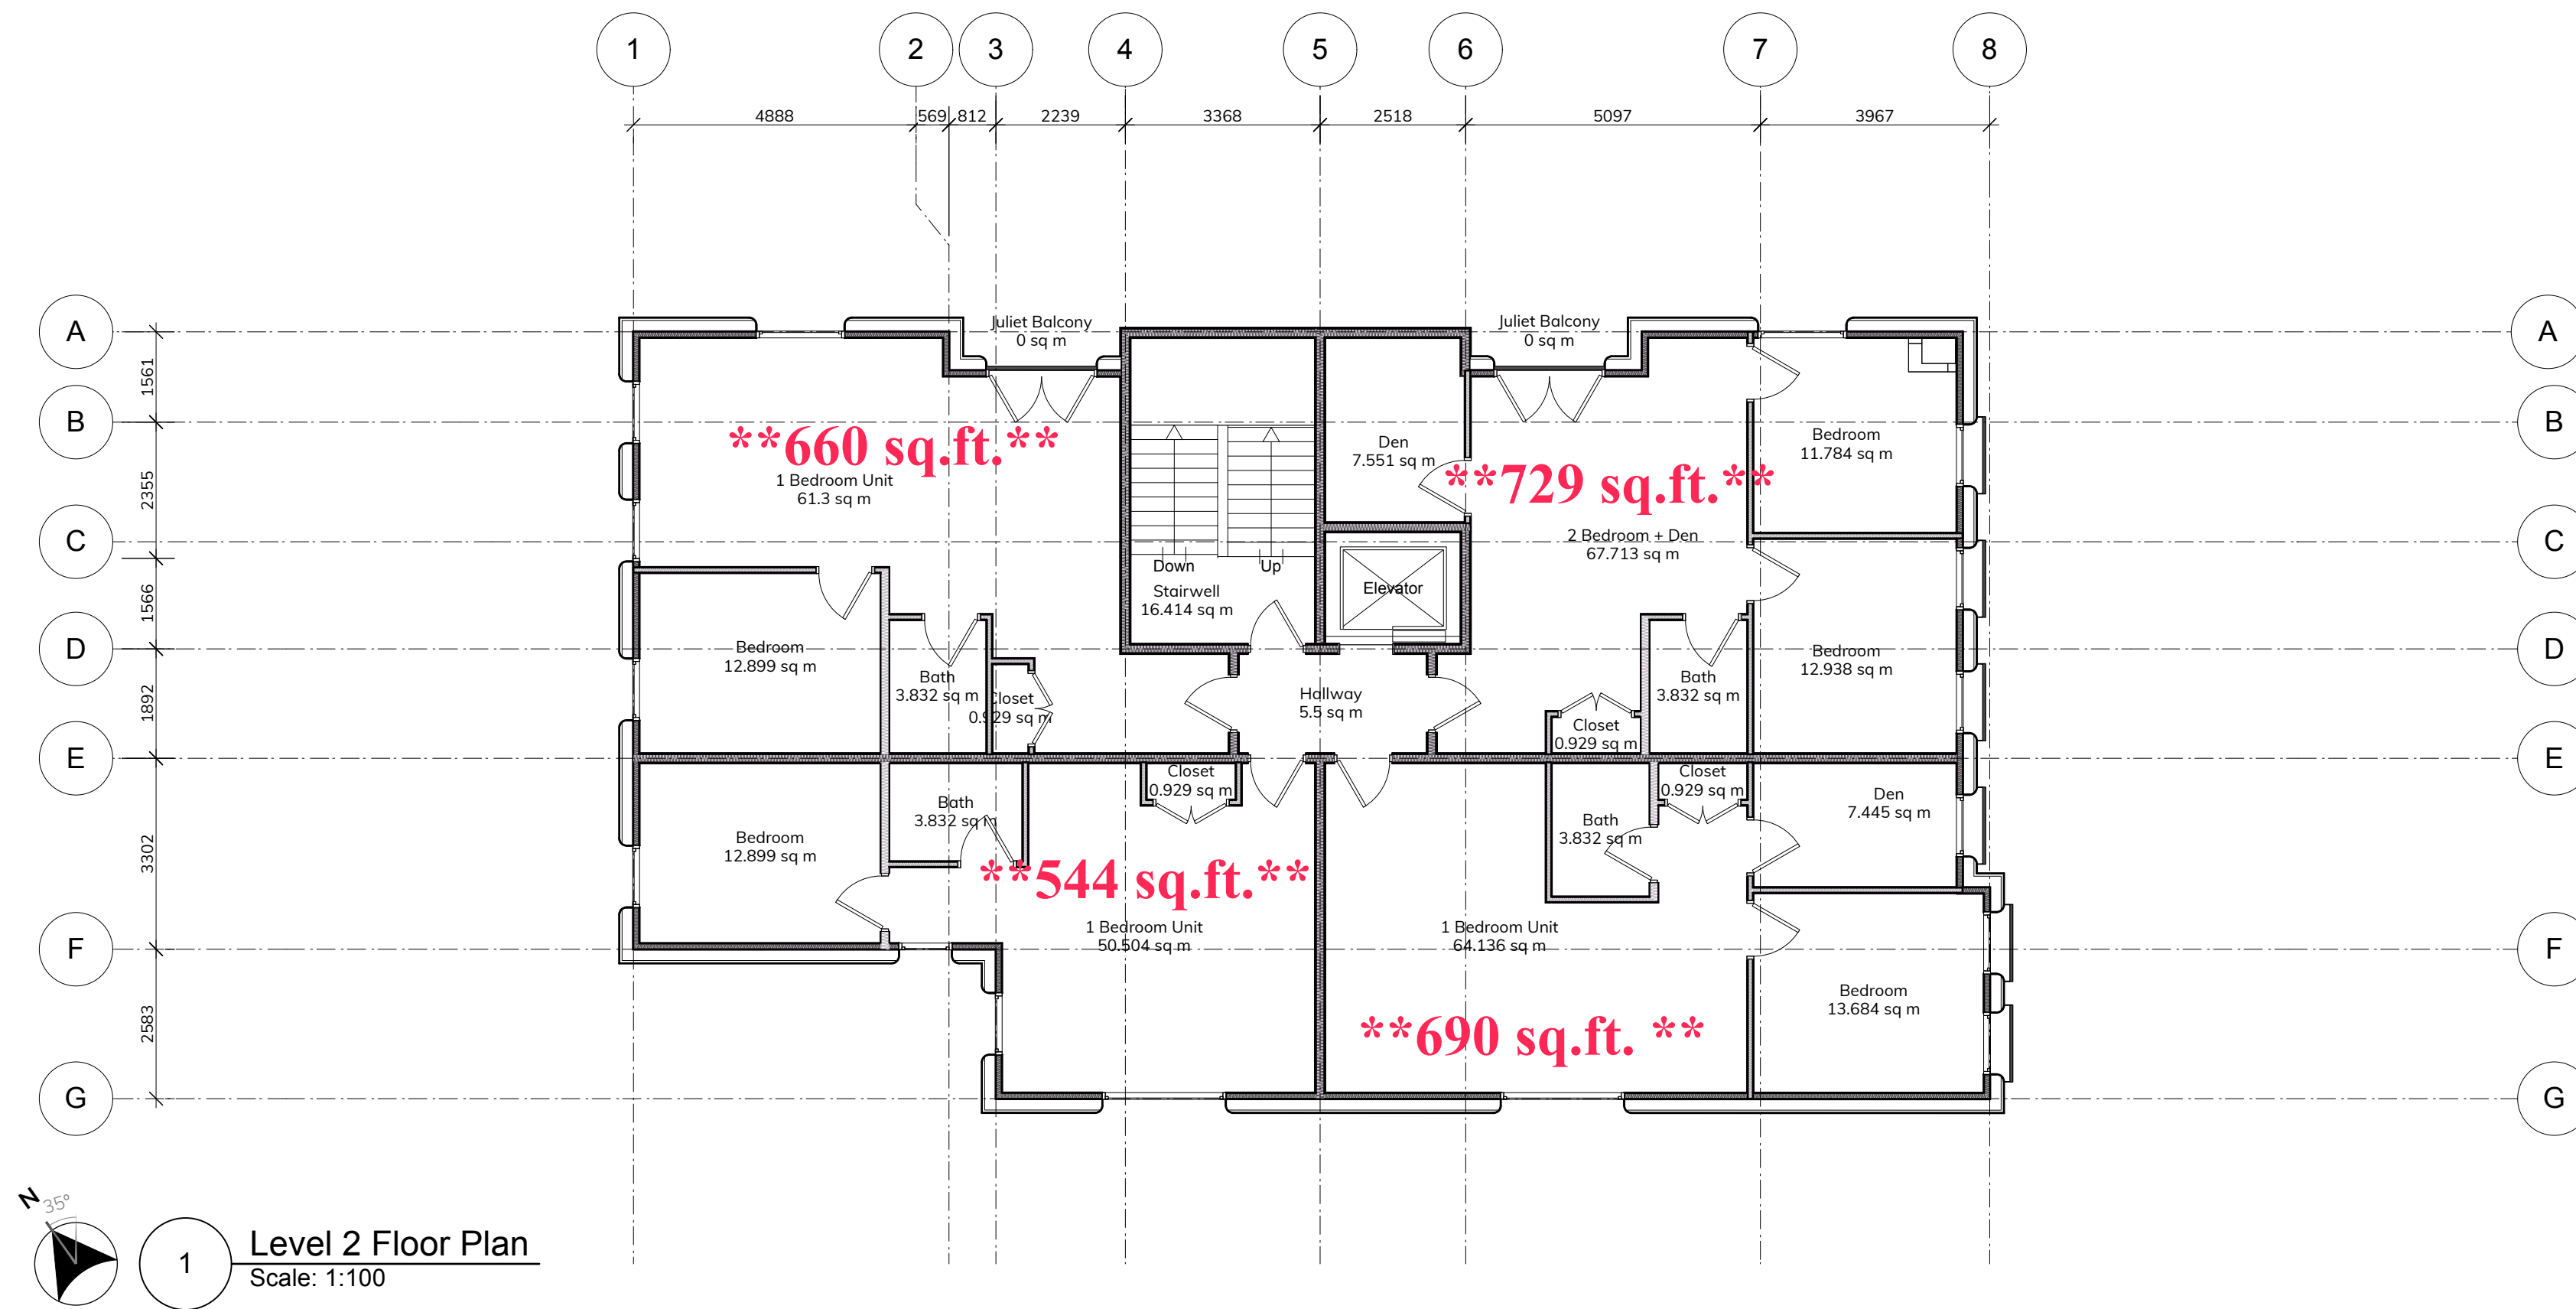 1 2 3 4 5 6 7 8
4888 569 812 2239 3368 2518 5097 3967
A Juliet Balcony Juliet Balcony A
0 sq m 0 sq m
1561
B B
**660 sq.ft.**
Den
7.551 sq m
Bedroom
11.784 sq m
2355
1 Bedroom Unit
61.3 sq m
**729 sq.ft.**
C C
2 Bedroom + Den
67.713 sq m
Down Up
Elevator
Stairwell
16.414 sq m
1566
D D
Bedroom
12.899 sq m
Bath
3.832 sq m
Closet
0.929 sq m
Hallway
5.5 sq m
Closet
0.929 sq m
Bath
3.832 sq m
Bedroom
12.938 sq m
1892
E E
Bedroom
12.899 sq m
Bath
3.832 sq m
Closet
0.929 sq m
Bath
3.832 sq m
Closet
0.929 sq m
Den
7.445 sq m
3302
**544 sq.ft.**
1 Bedroom Unit
50.504 sq m
1 Bedroom Unit
64.136 sq m
F F
Bedroom
13.684 sq m
2583
**690 sq.ft. **
G G
N 35°
1
Level 2 Floor Plan
Scale: 1:100